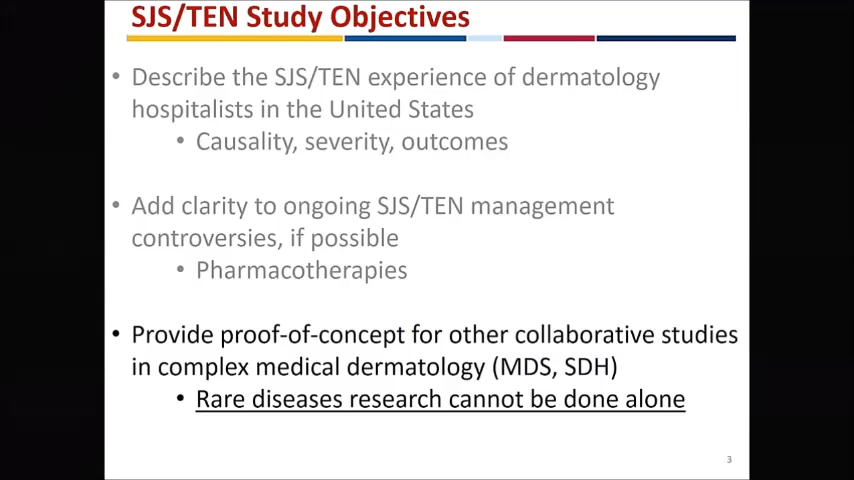 SJS/TEN Study Objectives
• Describe the SJS/TEN experience of dermatology
hospitalists in the United States
• Causality, severity, outcomes
• Add clarity to ongoing SJS/TEN management
controversies, if possible
• Pharmacotherapies
• Provide proof-of-concept for other collaborative studies
in complex medical dermatology (MDS, SDH)
• Rare diseases research cannot be done alone
3